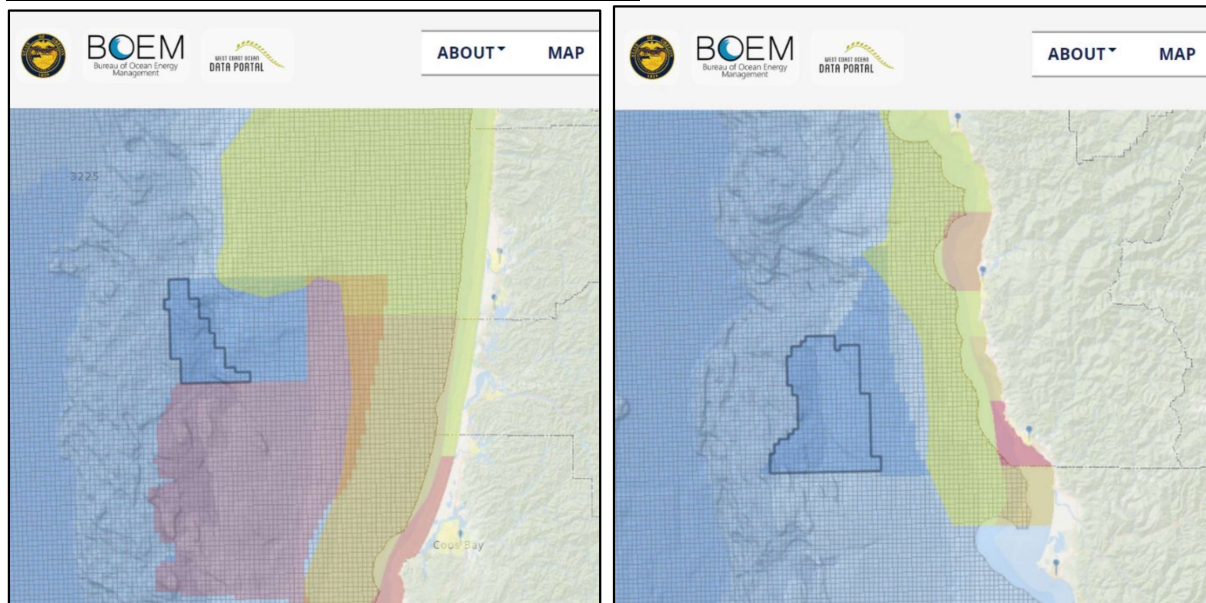 BOEM
Bureau of Ocean Energy
Management
WEST COAST OCEAN
DATA PORTAL
ABOUT
MAP
3225
Coos Bay
BOEM
Bureau of Ocean Energy
Management
WEST COAST OCEAN
DATA PORTAL
ABOUT
MAP